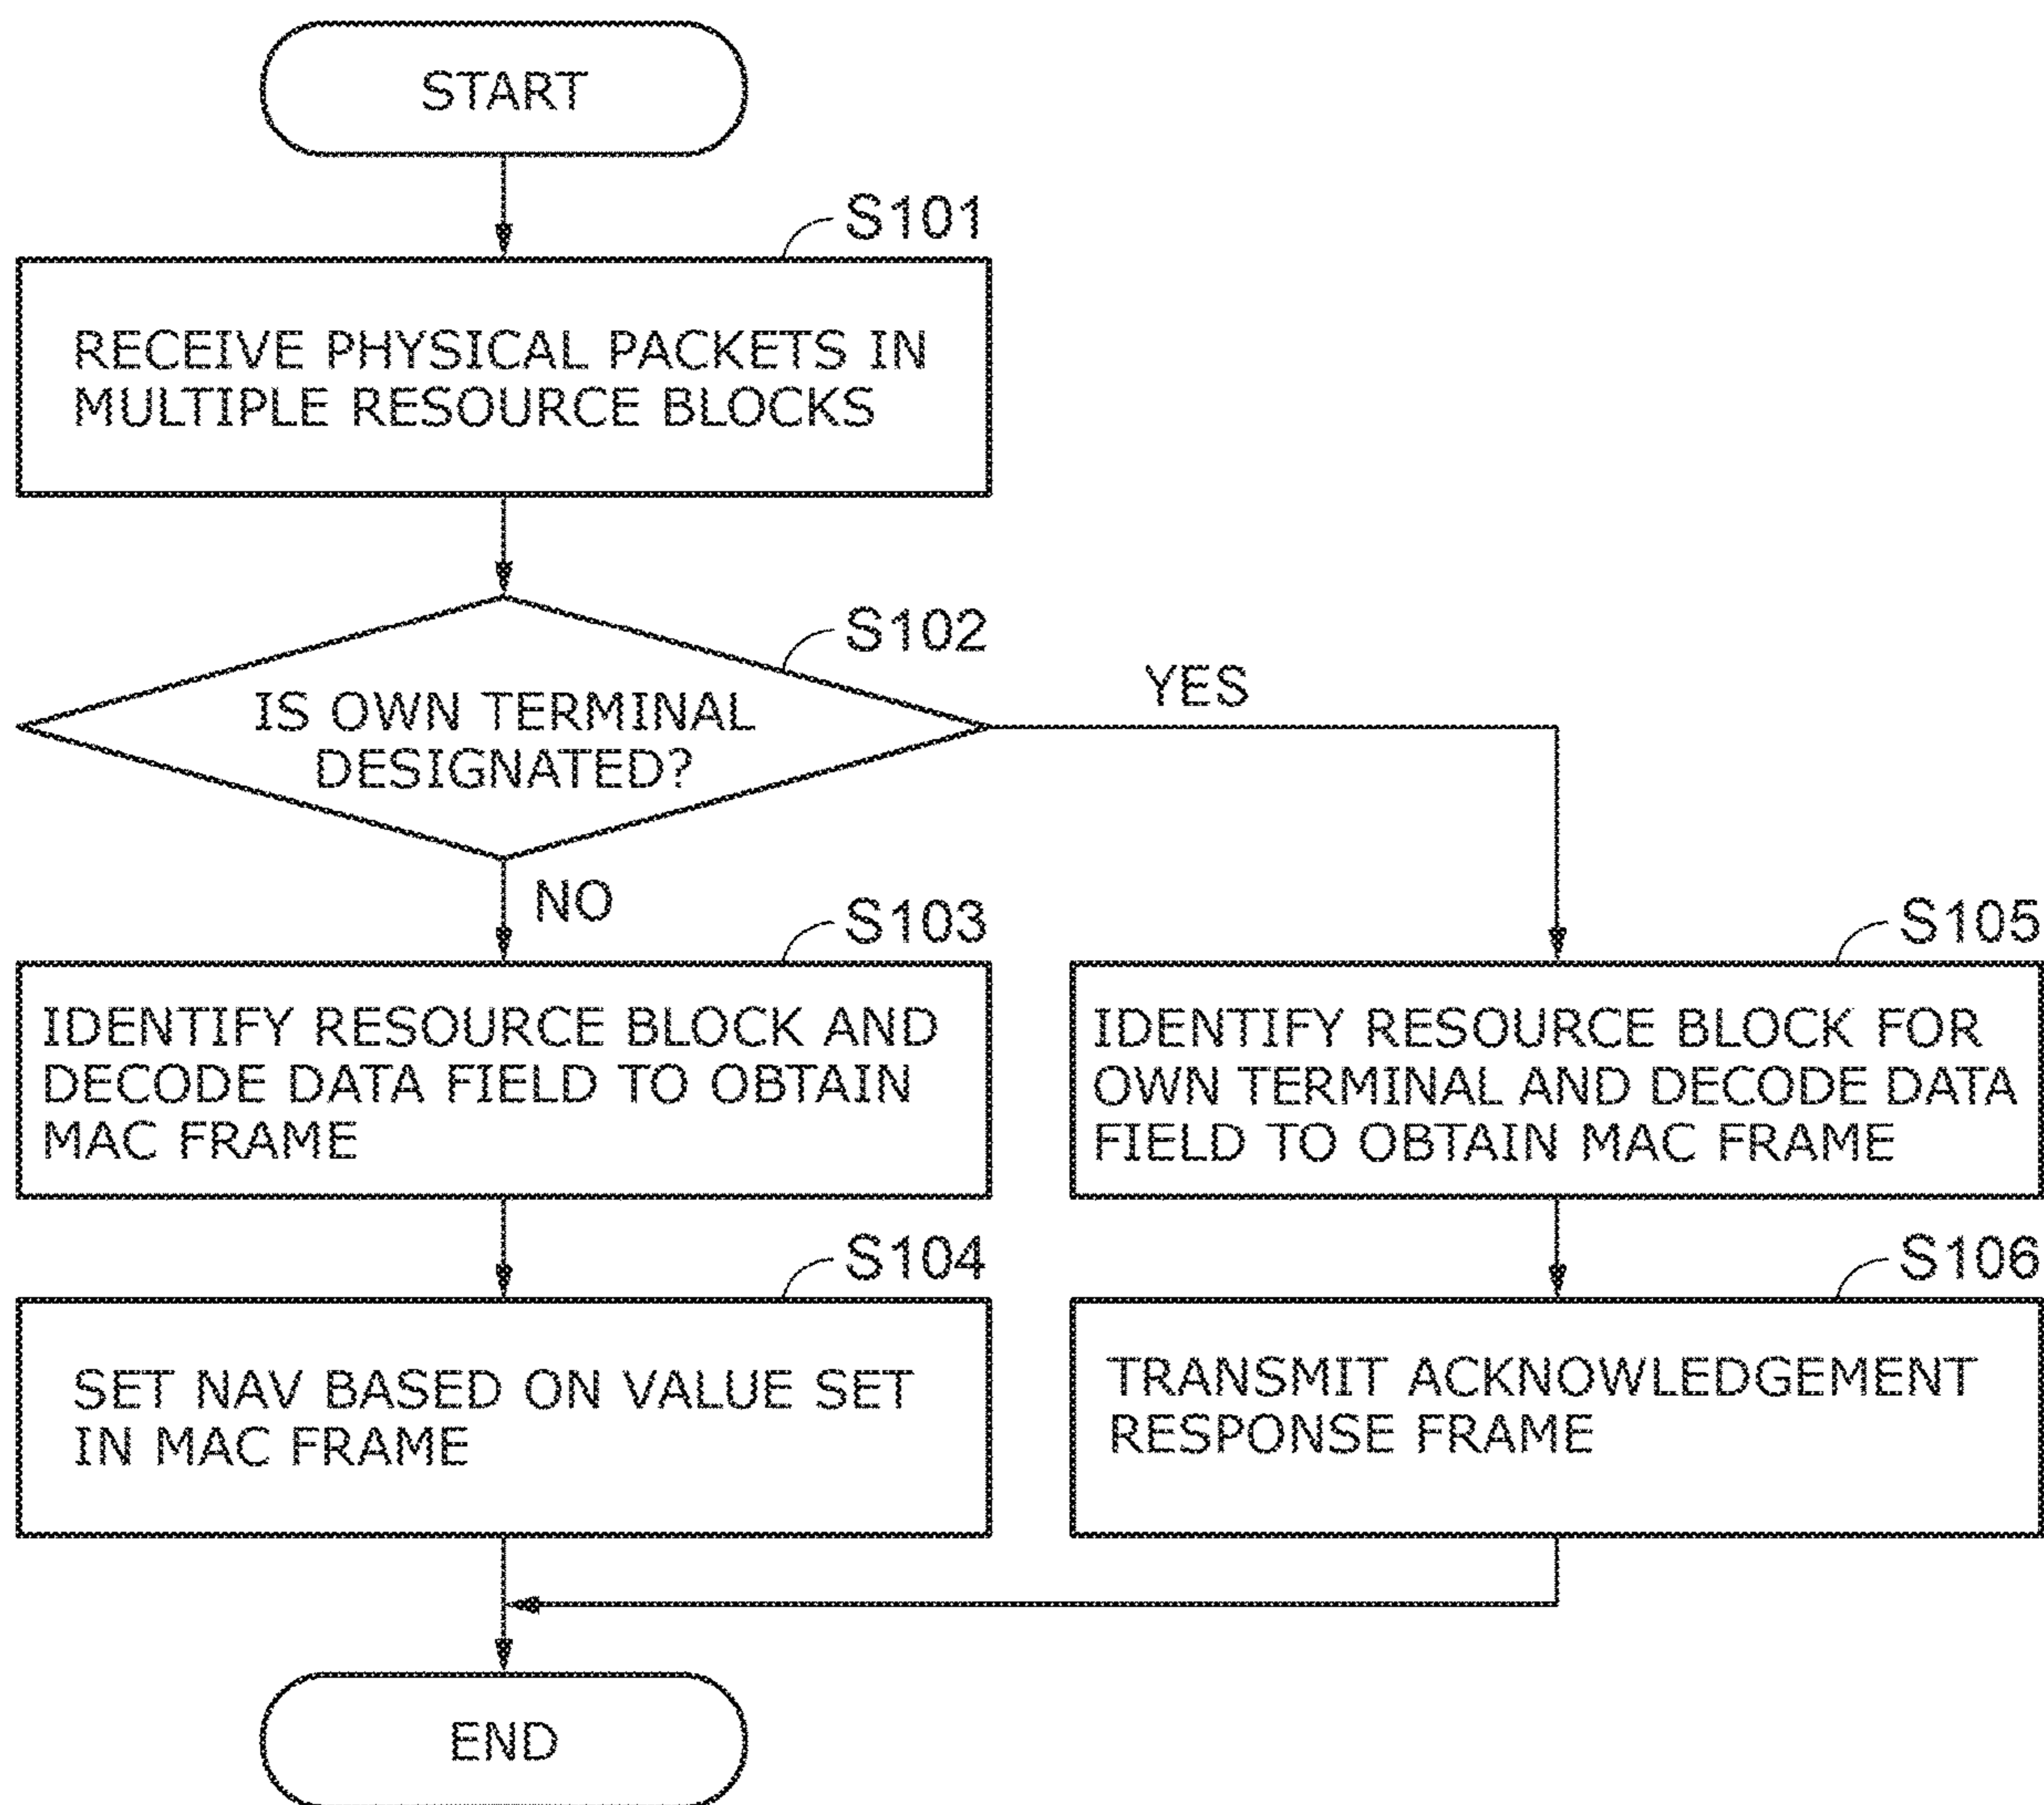 START
S101
RECEIVE PHYSICAL PACKETS IN
MULTIPLE RESOURCE BLOCKS
S102
IS OWN TERMINAL
DESIGNATED?
YES
NO
S103
IDENTIFY RESOURCE BLOCK AND
DECODE DATA FIELD TO OBTAIN
MAC FRAME
S105
IDENTIFY RESOURCE BLOCK FOR
OWN TERMINAL AND DECODE DATA
FIELD TO OBTAIN MAC FRAME
S104
SET NAV BASED ON VALUE SET
IN MAC FRAME
S106
TRANSMIT ACKNOWLEDGEMENT
RESPONSE FRAME
END